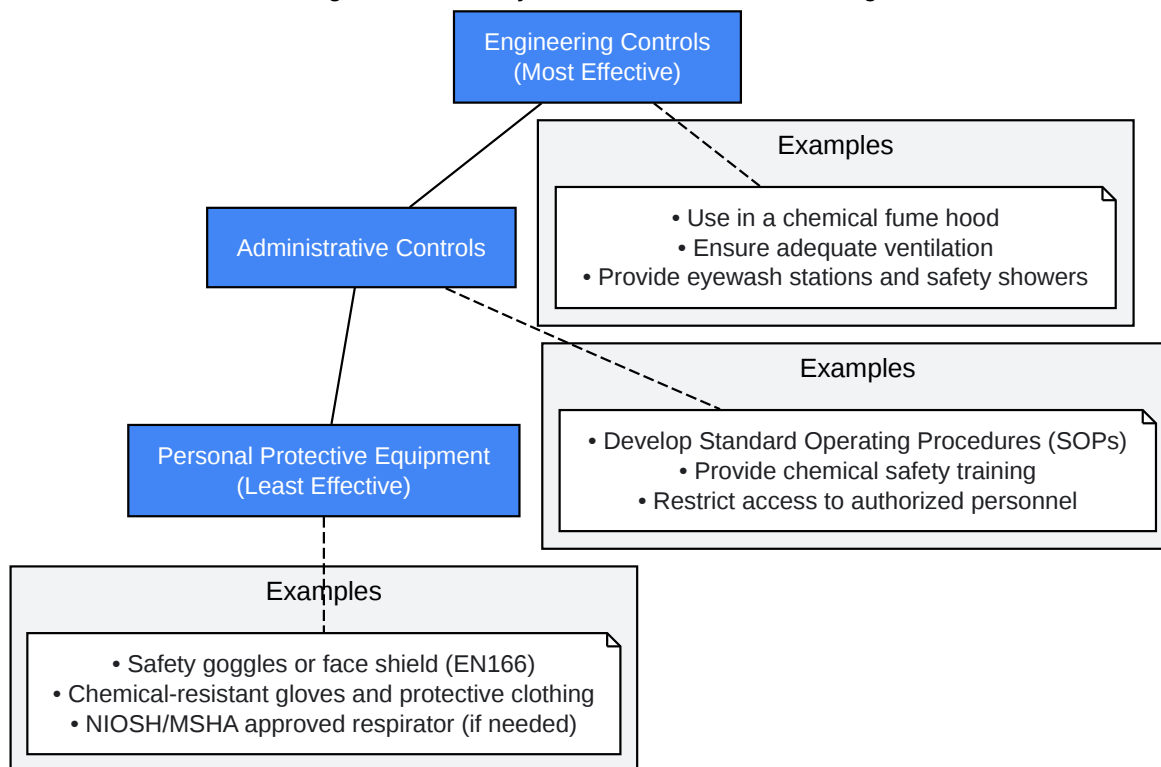 Engineering Controls
(Most Effective)
Examples
• Use in a chemical fume hood
• Ensure adequate ventilation
• Provide eyewash stations and safety showers
Administrative Controls
Examples
• Develop Standard Operating Procedures (SOPs)
• Provide chemical safety training
• Restrict access to authorized personnel
Personal Protective Equipment
(Least Effective)
Examples
• Safety goggles or face shield (EN166)
• Chemical-resistant gloves and protective clothing
• NIOSH/MSHA approved respirator (if needed)